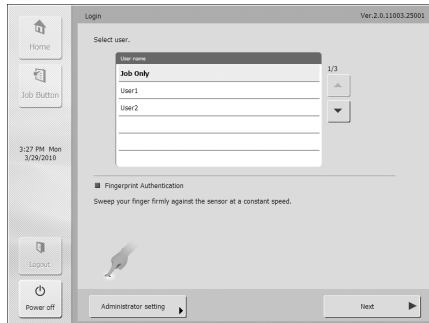 Login
Ver.2.0.11003.25001
Home
Job Button
3:27 PM Mon
3/29/2010
Logout
Power off
Select user.
User name
Job Only
User1
User2
1/3
Fingerprint Authentication
Sweep your finger firmly against the sensor at a constant speed.
Administrator setting
Next